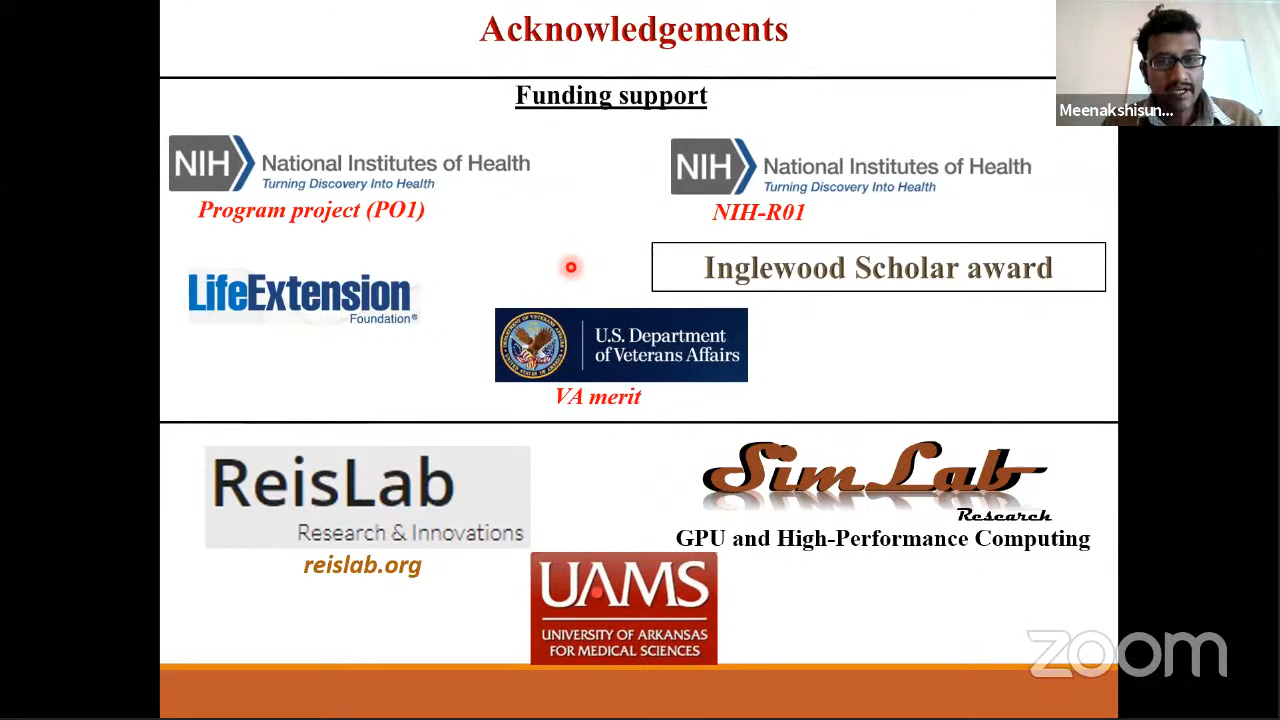 Acknowledgements
Meenakshisun...
Funding support
NIH National Institutes of Health
Turning Discovery Into Health
Program project (PO1)
NIH National Institutes of Health
Turning Discovery Into Health
NIH-R01
LifeExtension
Foundation®
Inglewood Scholar award
U.S. Department
of Veterans Affairs
VA merit
ReisLab
Research & Innovations
reislab.org
SimLab
Research
GPU and High-Performance Computing
UAMS
UNIVERSITY OF ARKANSAS
FOR MEDICAL SCIENCES
zoom